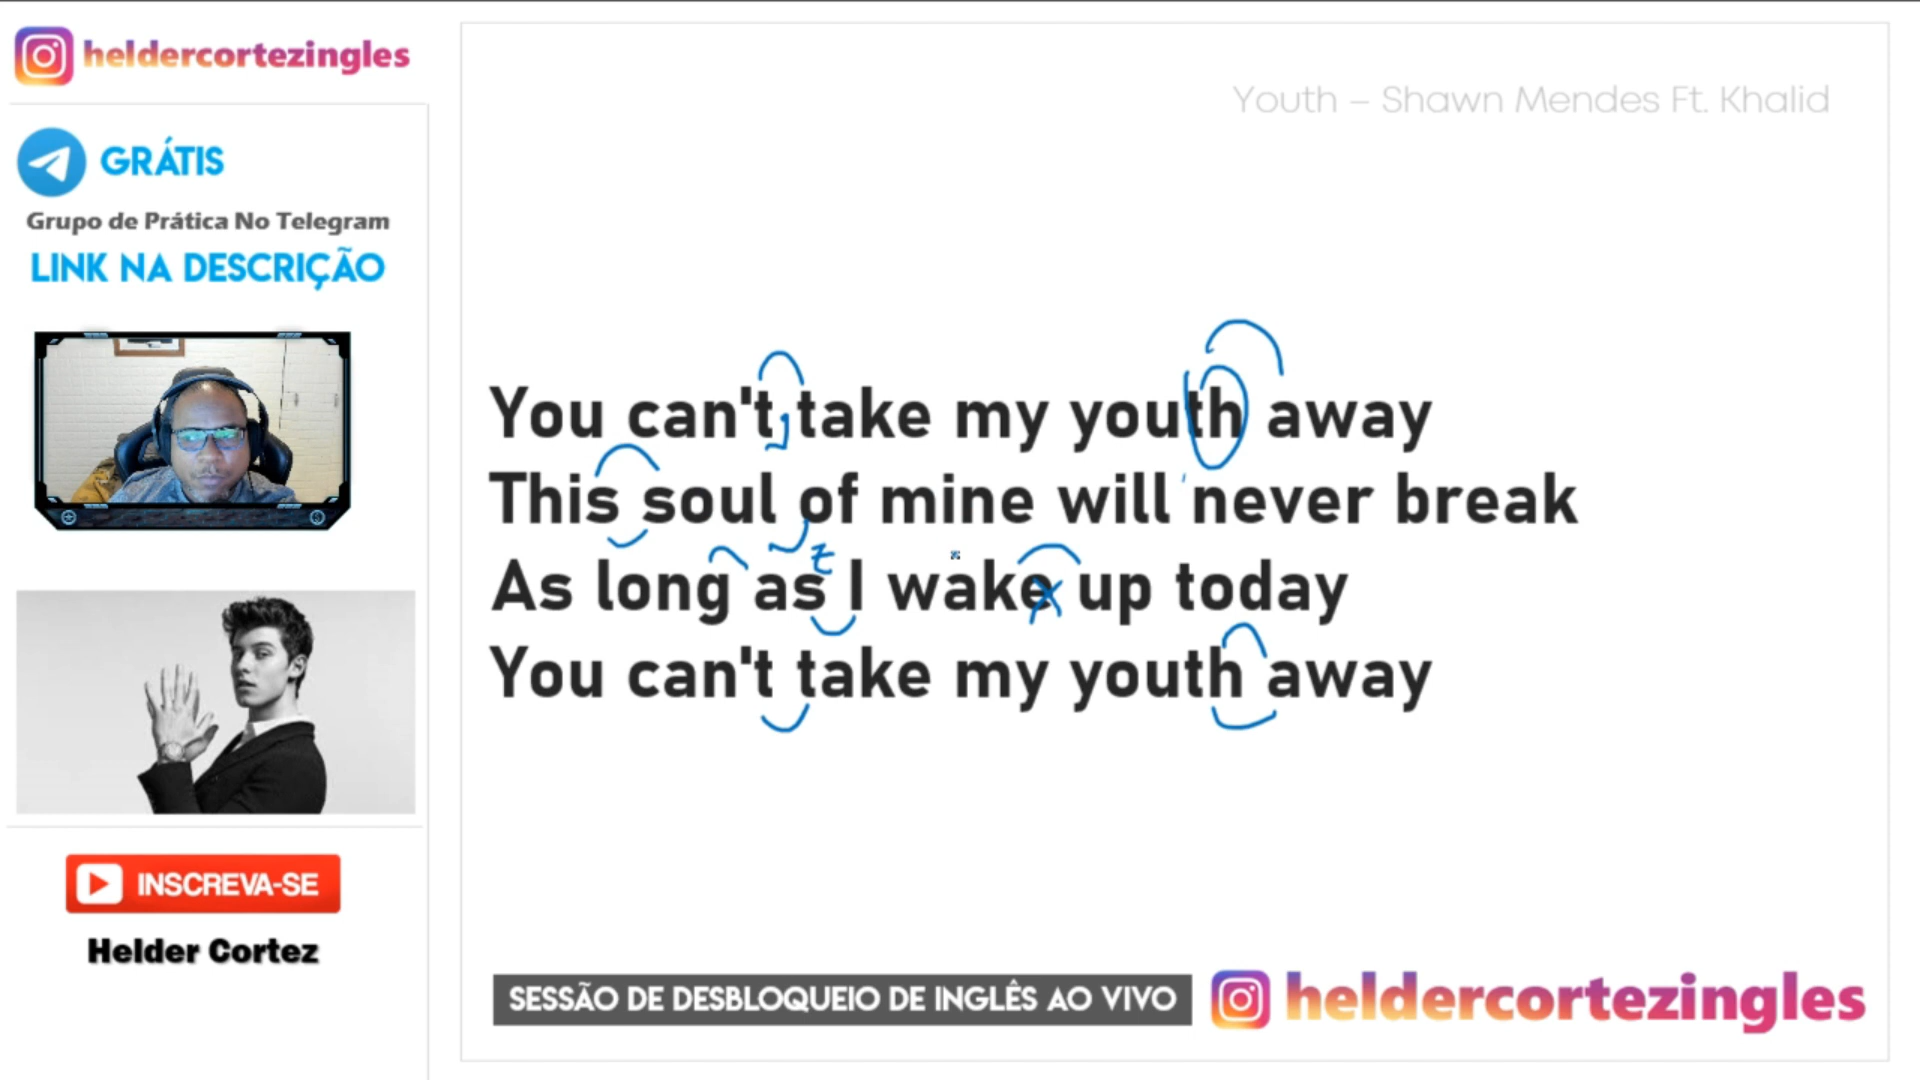 heldercortezingles
GRÁTIS
Grupo de Prática No Telegram
LINK NA DESCRIÇÃO
INSCREVA-SE
Helder Cortez
Youth – Shawn Mendes Ft. Khalid
You can't take my youth away
This soul of mine will never break
As long as I wake up today
z
x
You can't take my youth away
SESSÃO DE DESBLOQUEIO DE INGLÊS AO VIVO
heldercortezingles